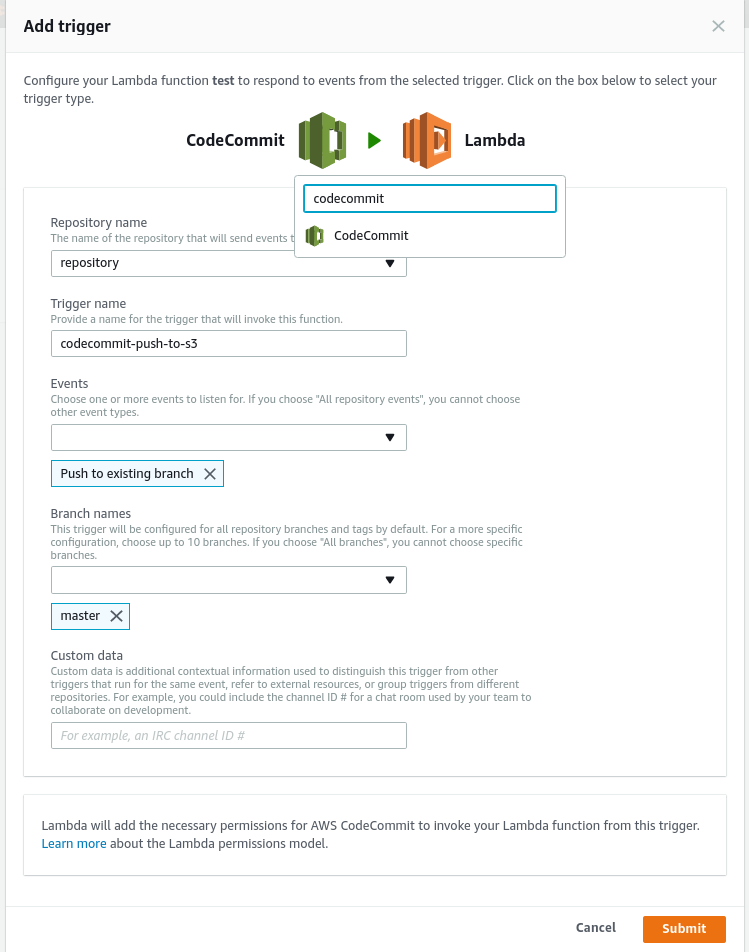 Add trigger
Configure your Lambda function test to respond to events from the selected trigger. Click on the box below to select your
trigger type.
CodeCommit
Lambda
codecommit
CodeCommit
Repository name
The name of the repository that will send events
repository
Trigger name
Provide a name for the trigger that will invoke this function.
codecommit-push-to-s3
Events
Choose one or more events to listen for. If you choose "All repository events", you cannot choose
other event types.
Push to existing branch
Branch names
This trigger will be configured for all repository branches and tags by default. For a more specific
configuration, choose up to 10 branches. If you choose "All branches", you cannot choose specific
branches.
master
Custom data
Custom data is additional contextual information used to distinguish this trigger from other
triggers that run for the same event, refer to external resources, or group triggers from different
repositories. For example, you could include the channel ID # for a chat room used by your team to
collaborate on development.
For example, an IRC channel ID #
Lambda will add the necessary permissions for AWS CodeCommit to invoke your Lambda function from this trigger.
Learn more about the Lambda permissions model.
Cancel
Submit